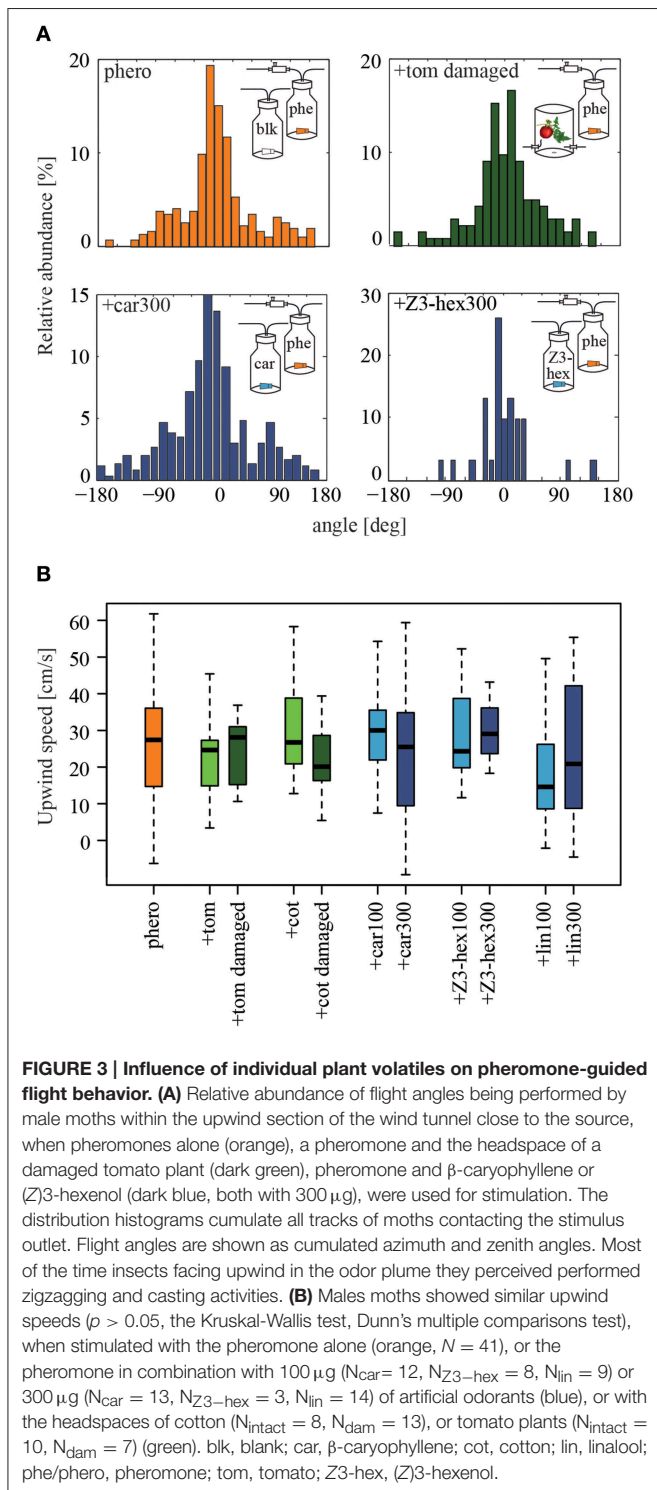 A
phero
+tom damaged
20
10
0
20
10
0
blk
phe
phe
Relative abundance [%]
+car300
+Z3-hex300
15
10
5
0
30
20
10
0
car
phe
Z3-
hex
phe
−180 −90 0 90 180
−180 −90 0 90 180
angle [deg]
B
Upwind speed [cm/s]
60
50
40
30
20
10
0
phero
+tom
+tom damaged
+cot
+cot damaged
+car100
+car300
+Z3-hex100
+Z3-hex300
+lin100
+lin300
FIGURE 3 | Influence of individual plant volatiles on pheromone-guided
flight behavior. (A) Relative abundance of flight angles being performed by
male moths within the upwind section of the wind tunnel close to the source,
when pheromones alone (orange), a pheromone and the headspace of a
damaged tomato plant (dark green), pheromone and β-caryophyllene or
(Z)3-hexenol (dark blue, both with 300 μg), were used for stimulation. The
distribution histograms cumulate all tracks of moths contacting the stimulus
outlet. Flight angles are shown as cumulated azimuth and zenith angles. Most
of the time insects facing upwind in the odor plume they perceived performed
zigzagging and casting activities. (B) Males moths showed similar upwind
speeds (p > 0.05, the Kruskal-Wallis test, Dunn's multiple comparisons test),
when stimulated with the pheromone alone (orange, N = 41), or the
pheromone in combination with 100 μg (Ncar= 12, NZ3−hex = 8, Nlin = 9) or
300 μg (Ncar = 13, NZ3−hex = 3, Nlin = 14) of artificial odorants (blue), or with
the headspaces of cotton (Nintact = 8, Ndam = 13), or tomato plants (Nintact =
10, Ndam = 7) (green). blk, blank; car, β-caryophyllene; cot, cotton; lin, linalool;
phe/phero, pheromone; tom, tomato; Z3-hex, (Z)3-hexenol.